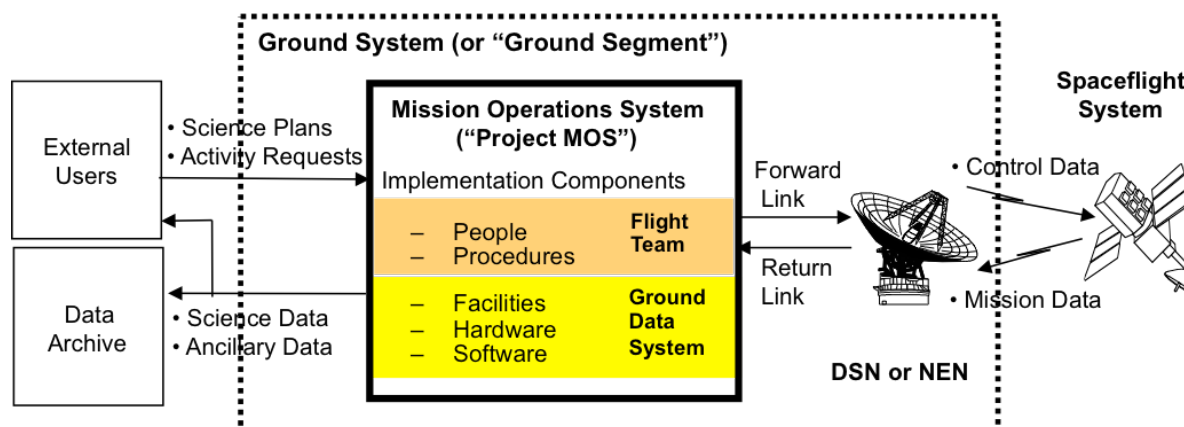 Ground System (or “Ground Segment”)
Spaceflight
System
External
Users
• Science Plans
• Activity Requests
Mission Operations System
(“Project MOS”)
Implementation Components
– People
– Procedures
Flight
Team
– Facilities
– Hardware
– Software
Ground
Data
System
Forward
Link
Return
Link
• Control Data
• Mission Data
DSN or NEN
Data
Archive
• Science Data
• Ancillary Data